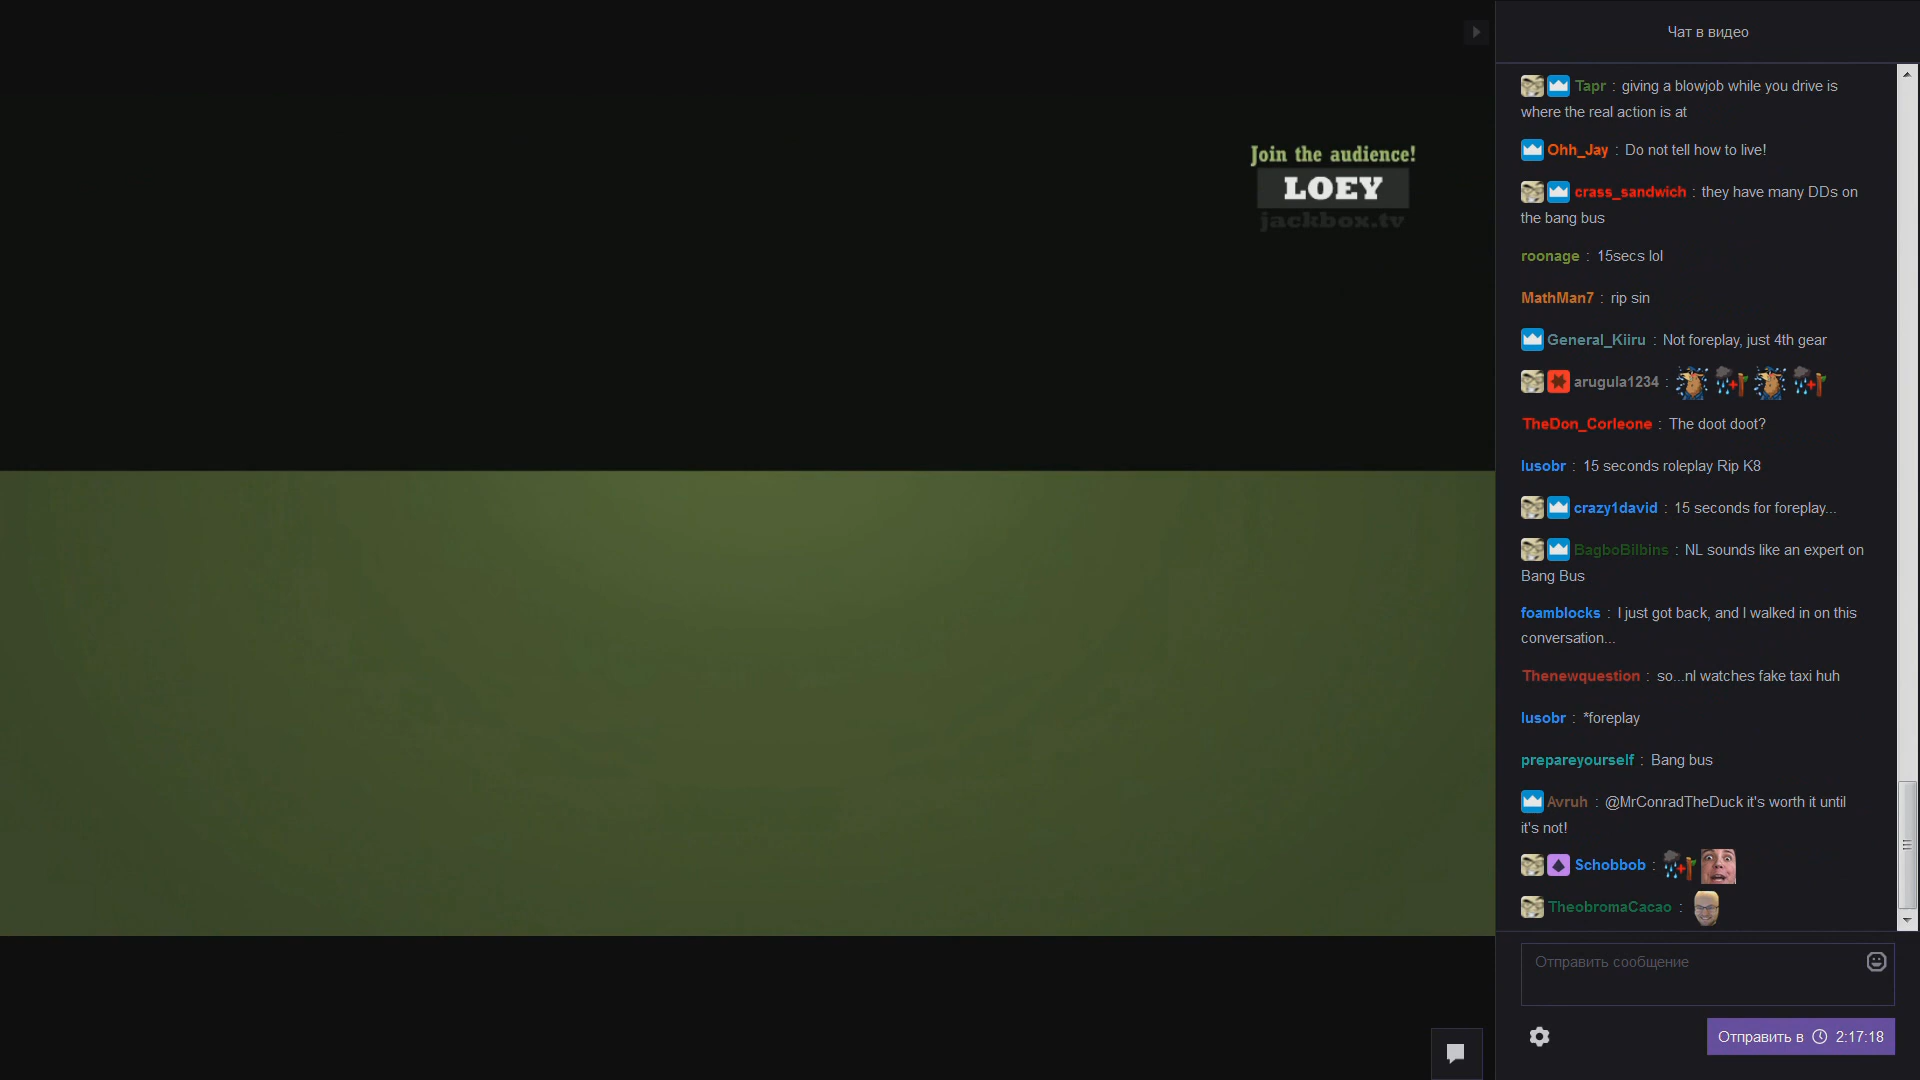 Join the audience!
LOEY
jackbox.tv
Чат в видео
Tapr : giving a blowjob while you drive is
where the real action is at
Ohh_Jay : Do not tell how to live!
crass_sandwich : they have many DDs on
the bang bus
roonage : 15secs lol
MathMan7 : rip sin
General_Kiiru : Not foreplay, just 4th gear
arugula1234 :
TheDon_Corleone : The doot doot?
lusobr : 15 seconds roleplay Rip K8
crazy1david : 15 seconds for foreplay...
BagboBilbins : NL sounds like an expert on
Bang Bus
foamblocks : I just got back, and I walked in on this
conversation...
Thenewquestion : so...nl watches fake taxi huh
lusobr : *foreplay
prepareyourself : Bang bus
Avruh : @MrConradTheDuck it's worth it until
it's not!
Schobbob :
TheobromaCacao :
Отправить сообщение
Отправить в 2:17:18